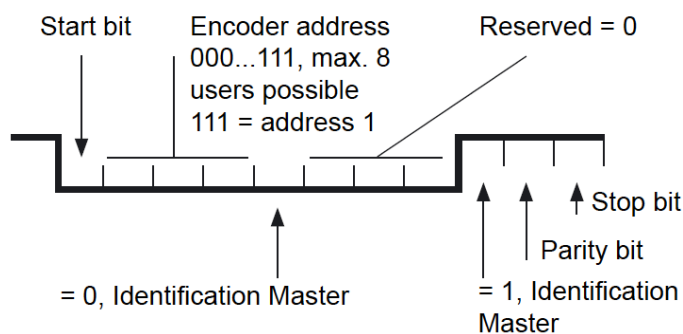 Start bit
Encoder address
000...111, max. 8
users possible
111 = address 1
Reserved = 0
Stop bit
Parity bit
= 0, Identification Master
= 1, Identification
Master